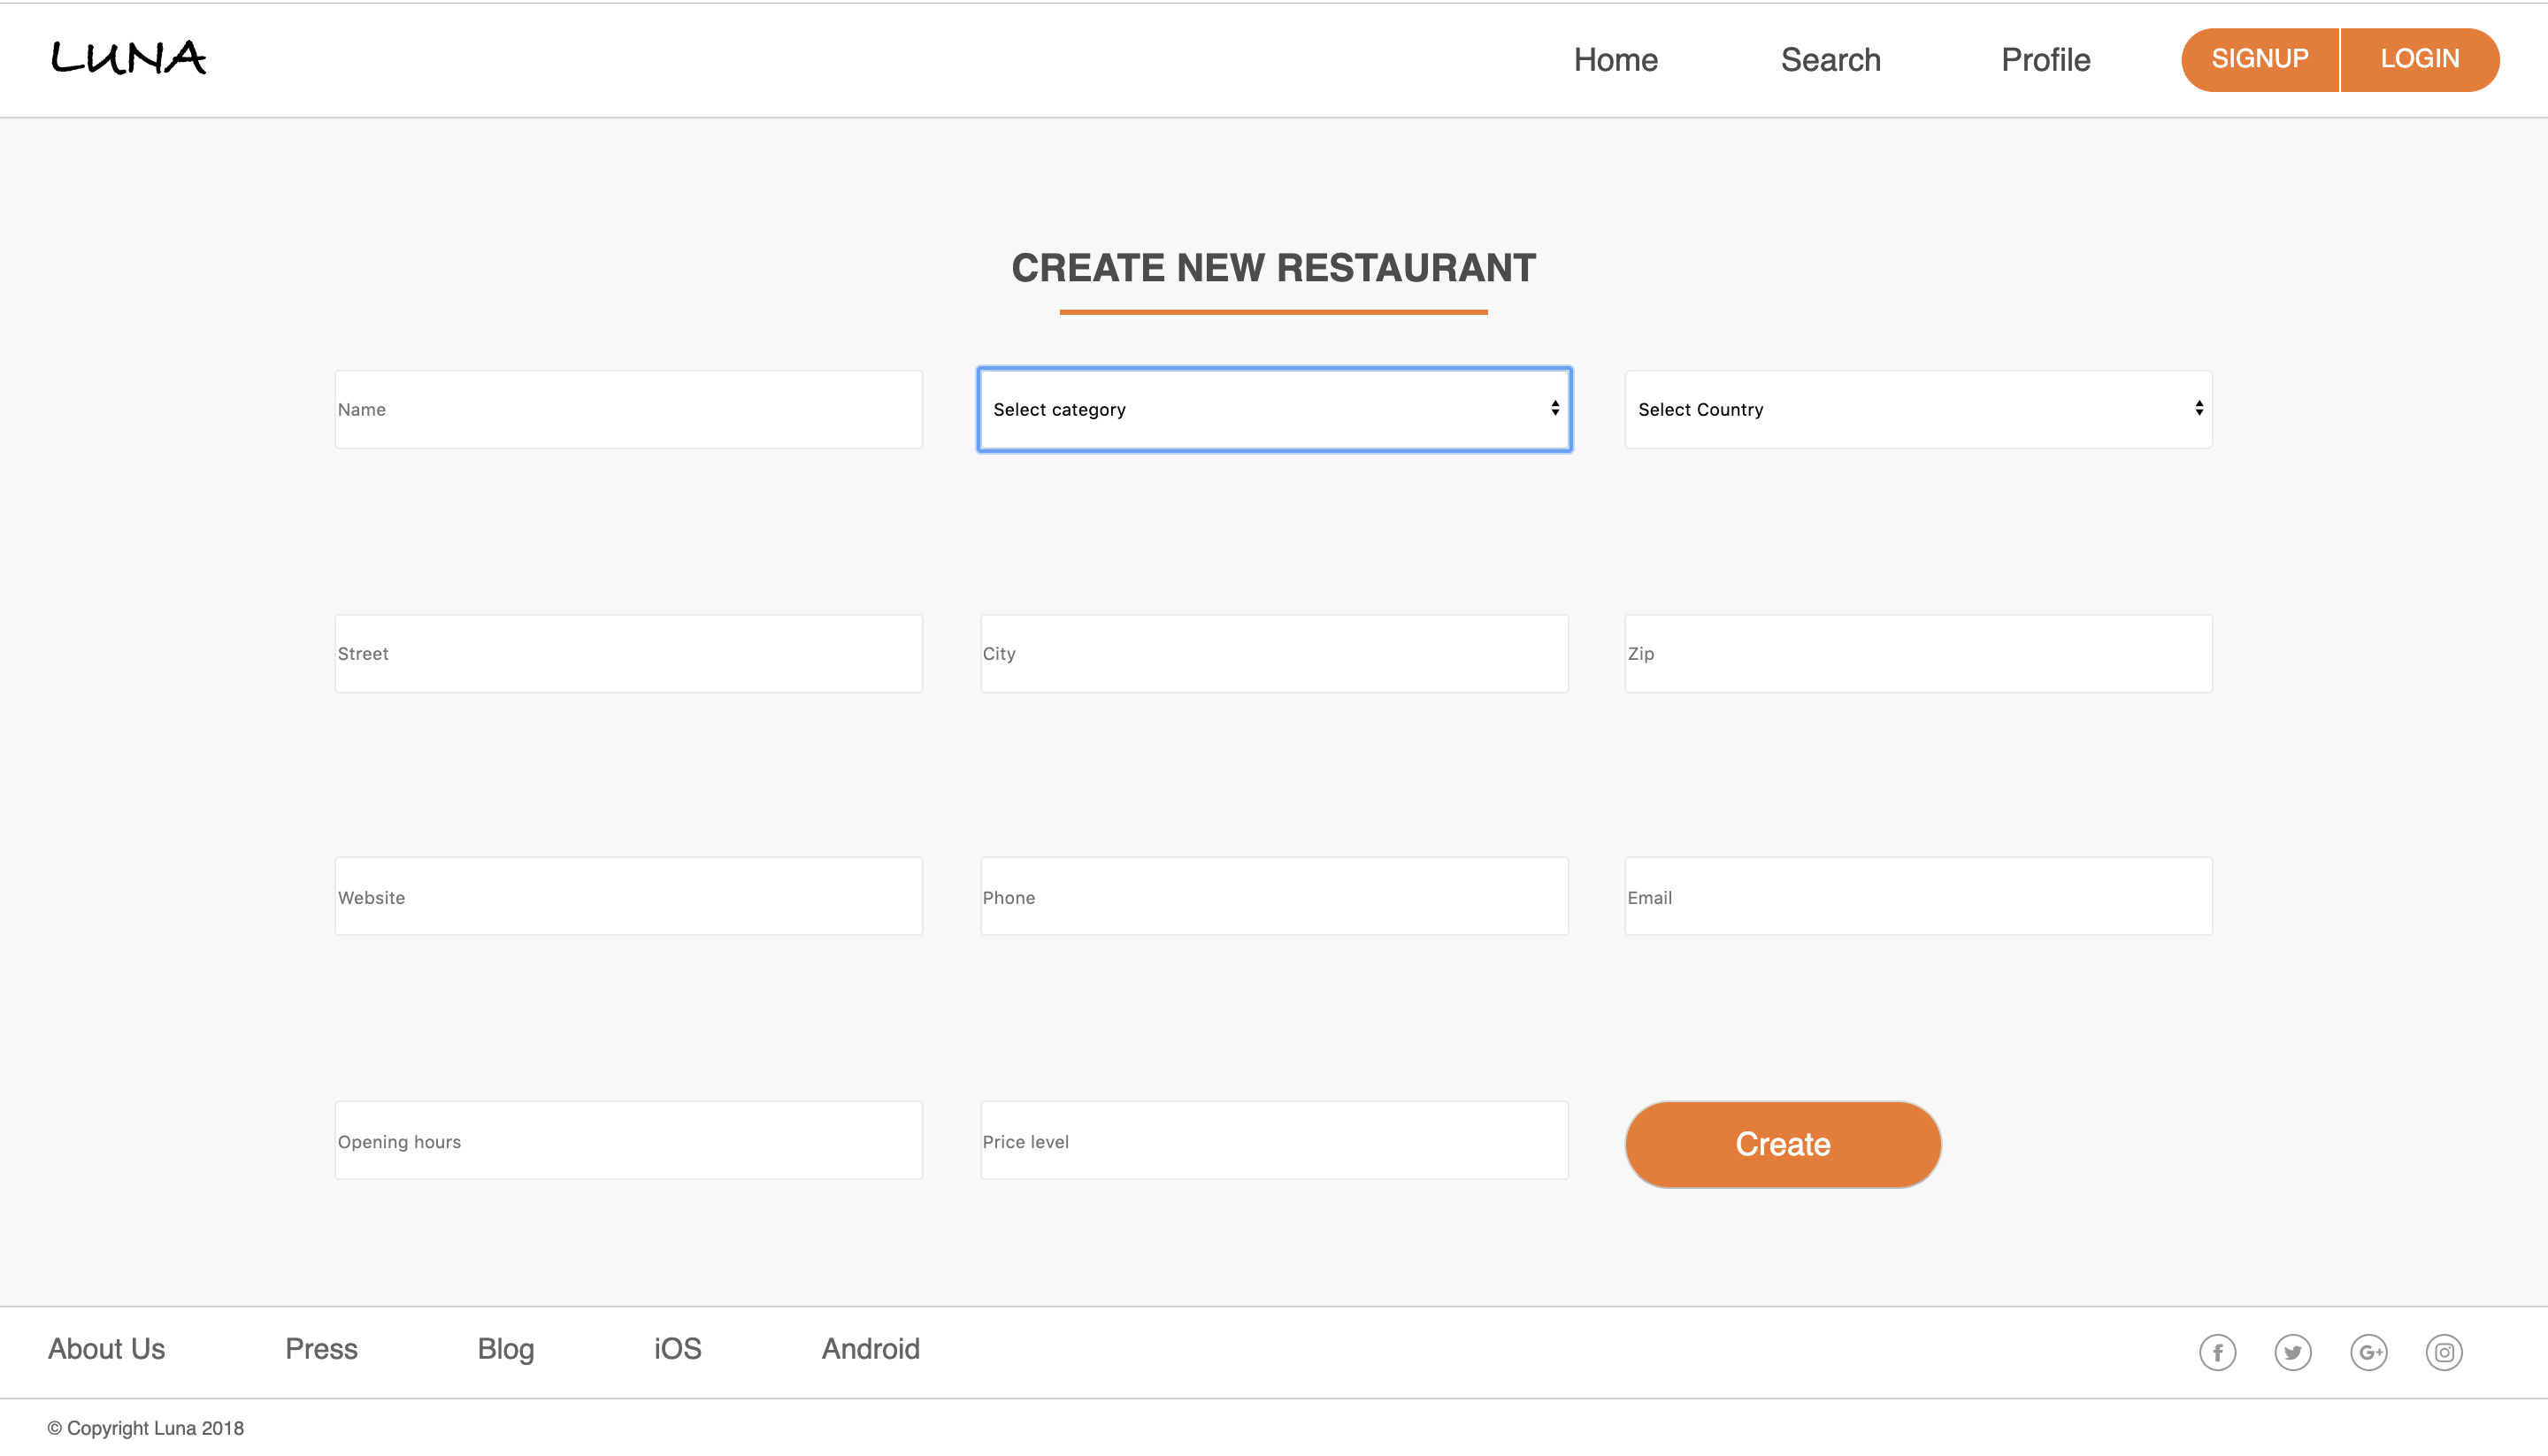 LUNA
Home Search Profile SIGNUP LOGIN
CREATE NEW RESTAURANT
Name Select category Select Country
Street City Zip
Website Phone Email
Opening hours Price level Create
About Us Press Blog iOS Android f G+
© Copyright Luna 2018